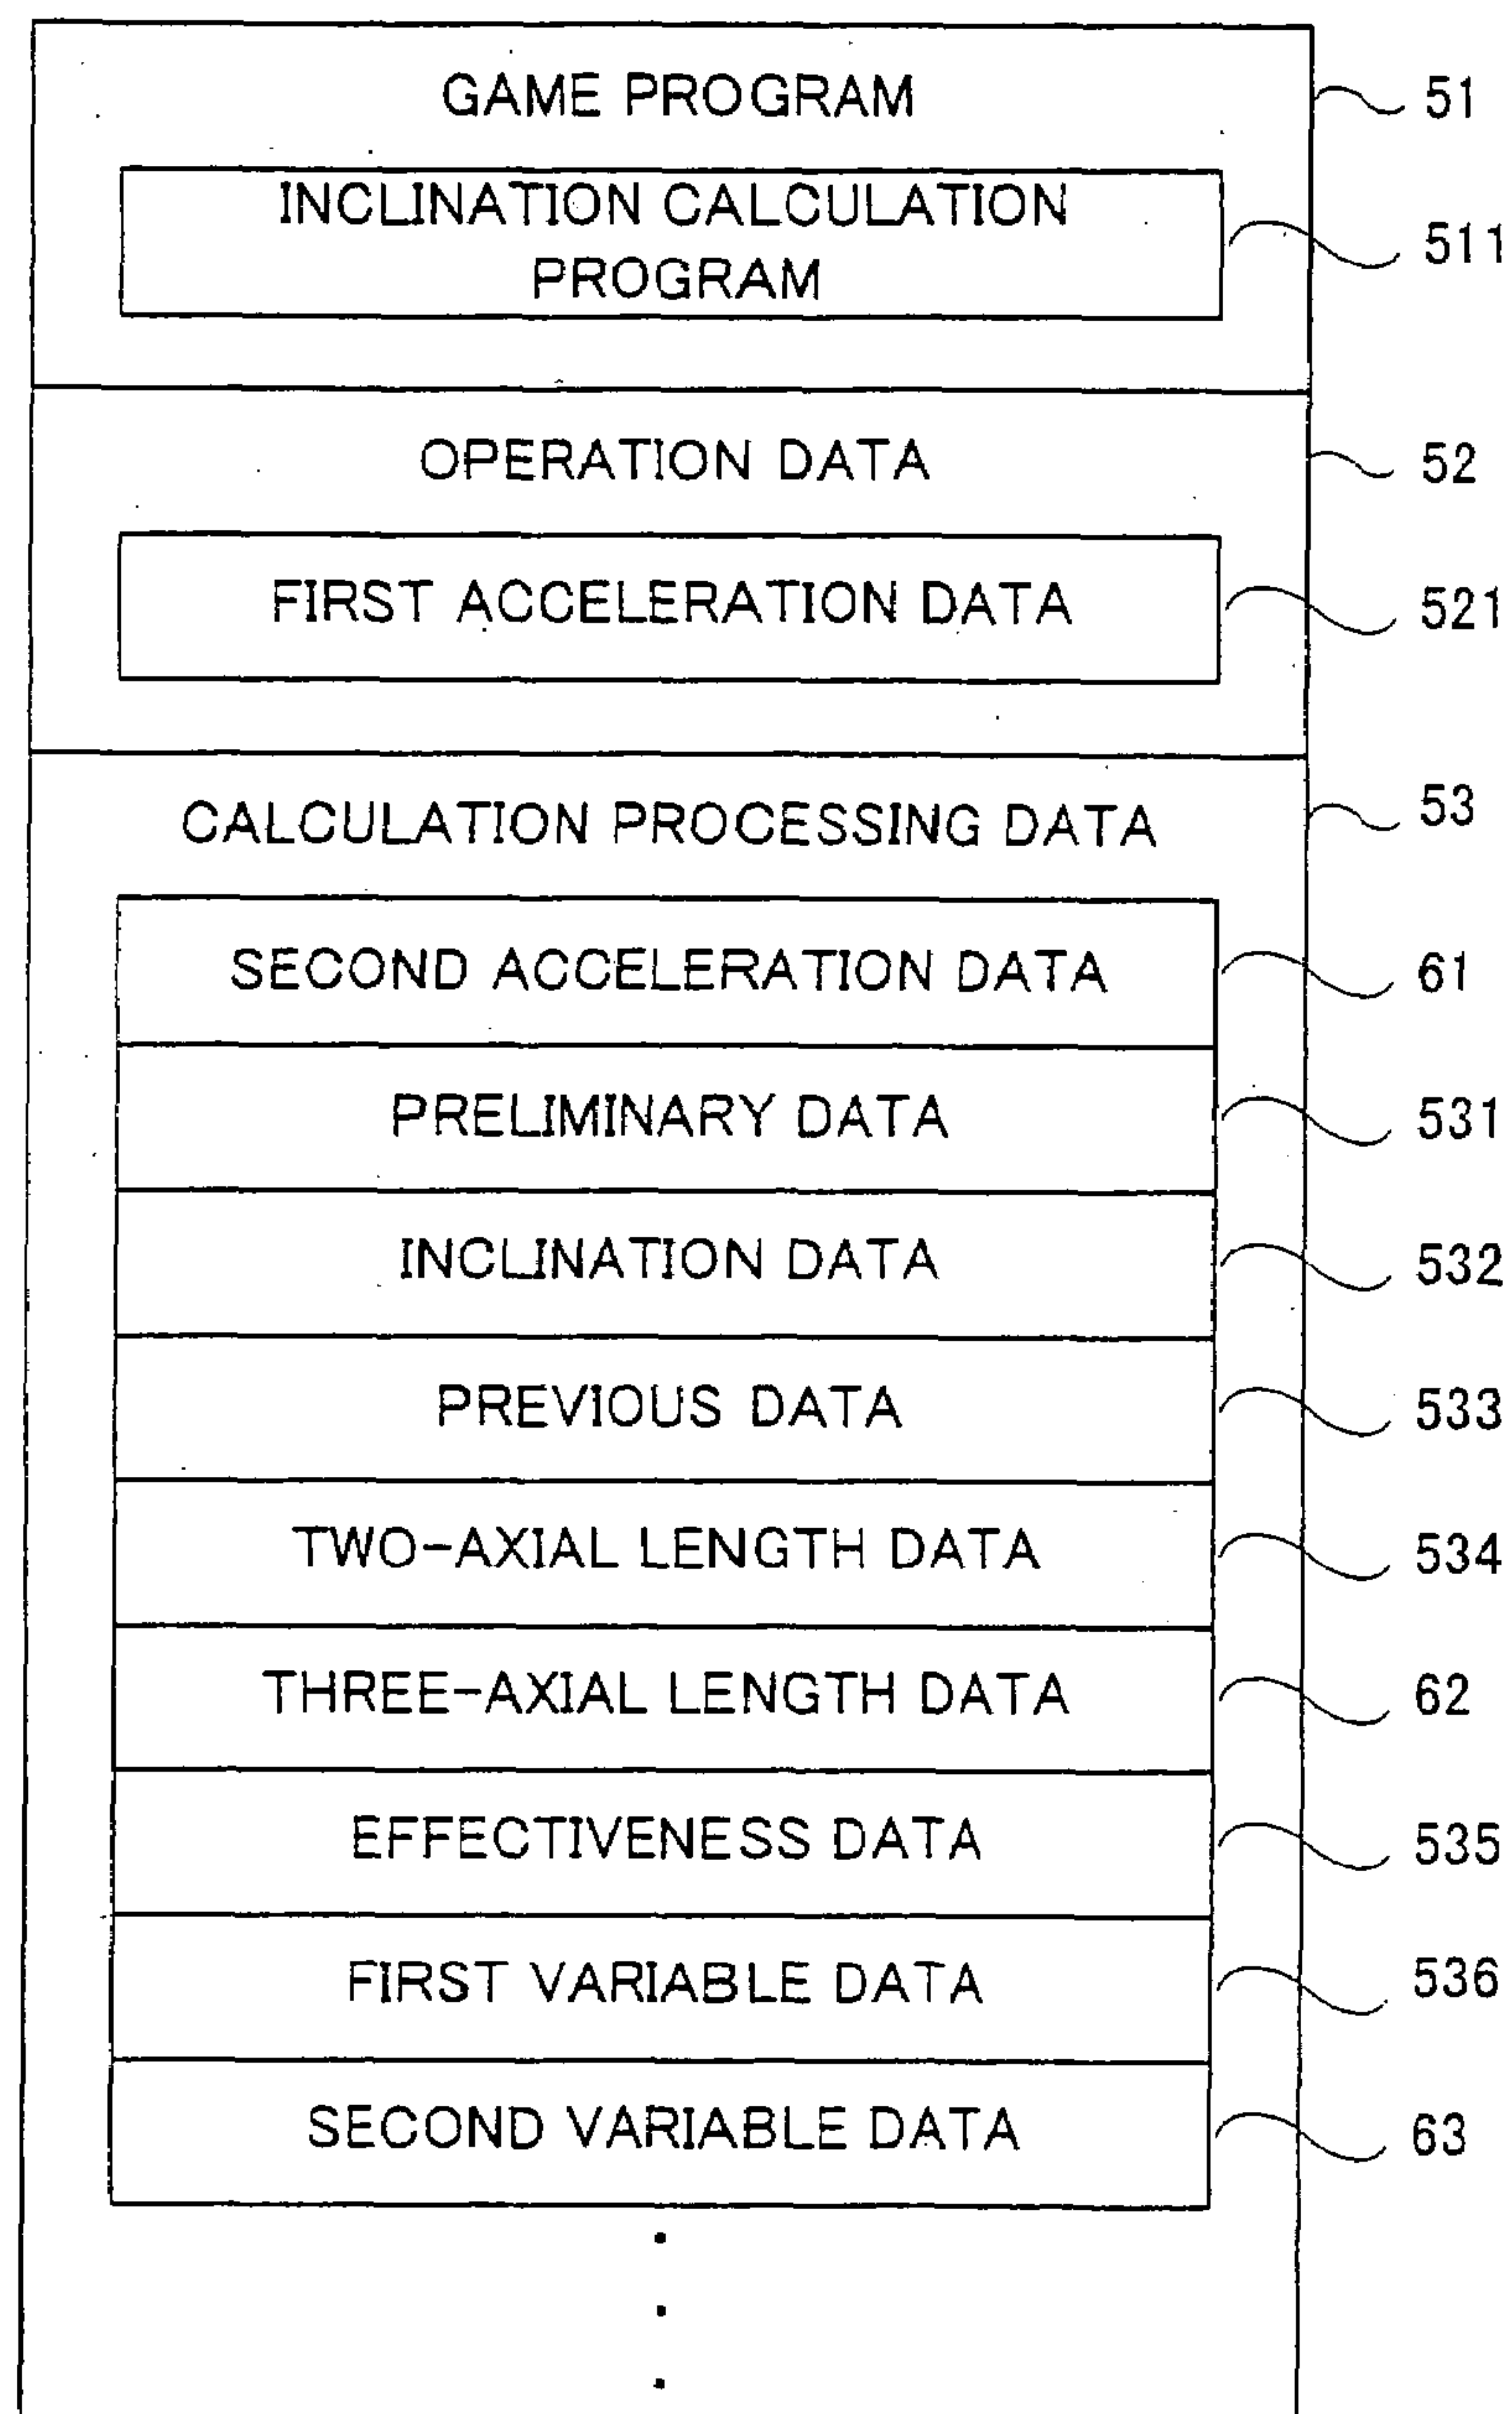 GAME PROGRAM
51
INCLINATION CALCULATION
PROGRAM
511
OPERATION DATA
52
FIRST ACCELERATION DATA
521
CALCULATION PROCESSING DATA
53
SECOND ACCELERATION DATA
61
PRELIMINARY DATA
531
INCLINATION DATA
532
PREVIOUS DATA
533
TWO-AXIAL LENGTH DATA
534
THREE-AXIAL LENGTH DATA
62
EFFECTIVENESS DATA
535
FIRST VARIABLE DATA
536
SECOND VARIABLE DATA
63